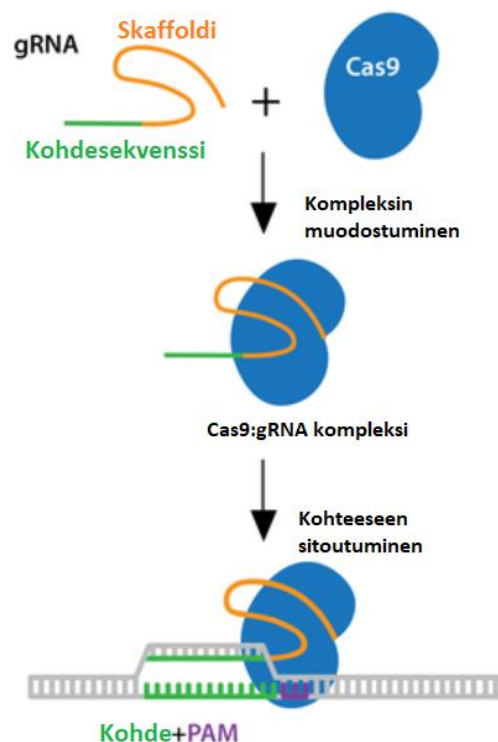 gRNA
Skaffoldi
+
Cas9
Kohdesekvenssi
Kompleksin
muodostuminen
Cas9:gRNA kompleksi
Kohteeseen
sitoutuminen
Kohde+PAM